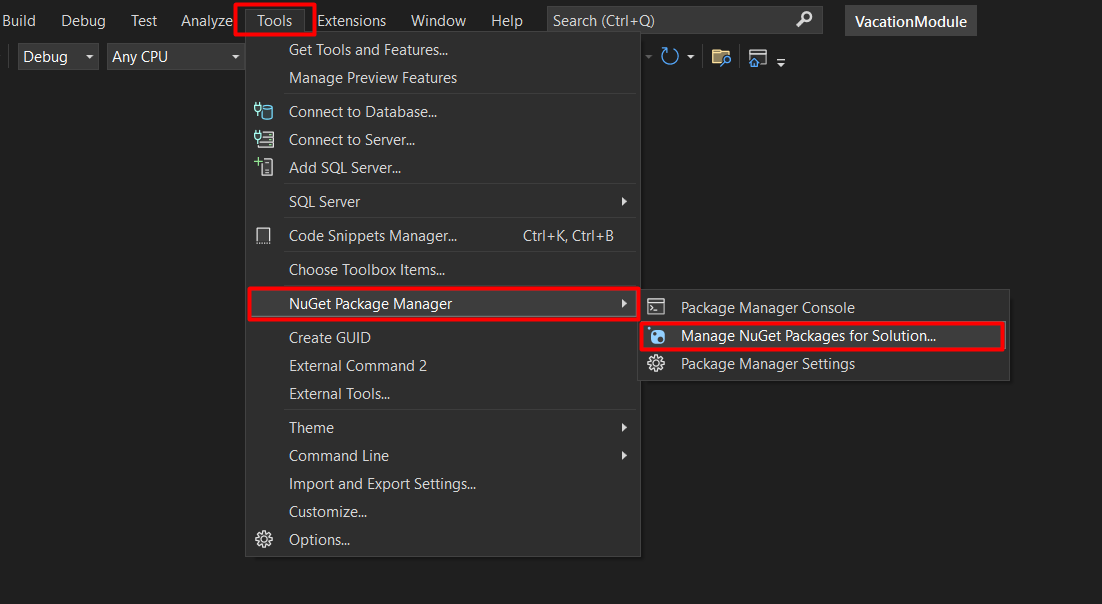 Build Debug Test Analyze Tools Extensions Window Help Search (Ctrl+Q) VacationModule
Debug Any CPU
Get Tools and Features...
Manage Preview Features
Connect to Database...
Connect to Server...
Add SQL Server...
SQL Server
Code Snippets Manager... Ctrl+K, Ctrl+B
Choose Toolbox Items...
NuGet Package Manager
Package Manager Console
Manage NuGet Packages for Solution...
Package Manager Settings
Create GUID
External Command 2
External Tools...
Theme
Command Line
Import and Export Settings...
Customize...
Options...